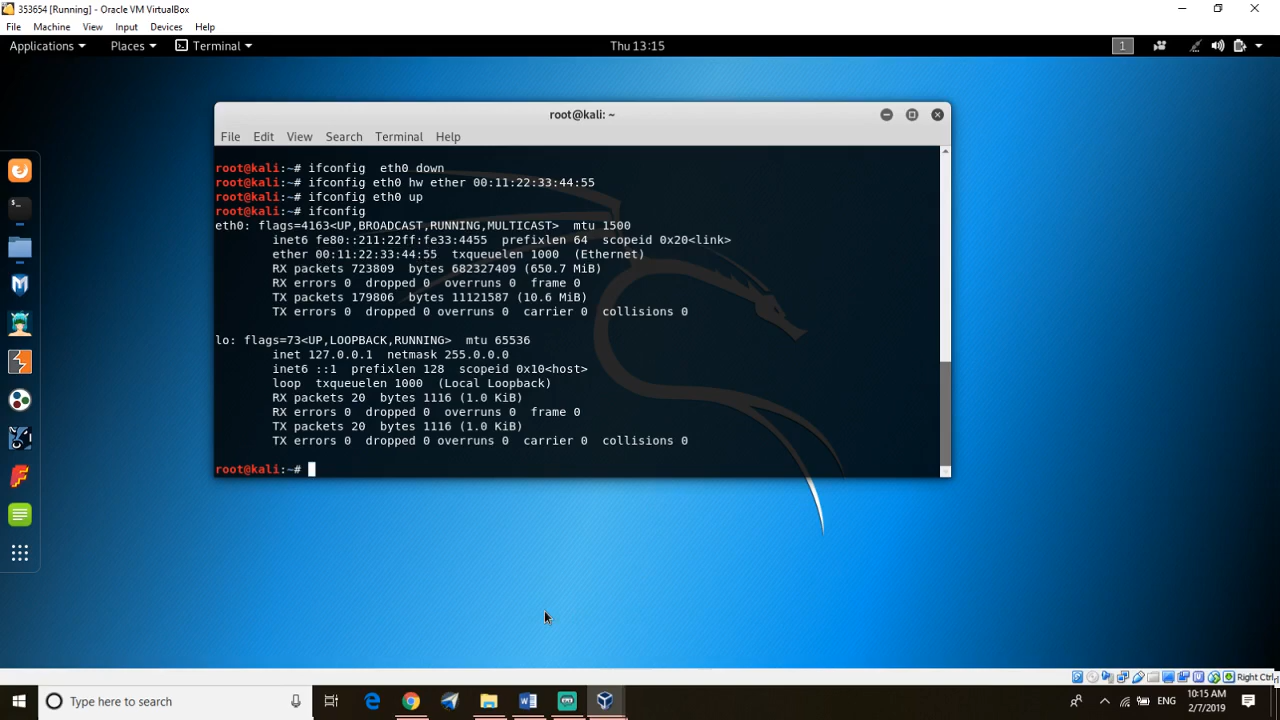 353654 [Running] - Oracle VM VirtualBox
File Machine View Input Devices Help
Applications Places Terminal Thu 13:15 1
root@kali: ~
File Edit View Search Terminal Help
root@kali:~# ifconfig  eth0 down
root@kali:~# ifconfig eth0 hw ether 00:11:22:33:44:55
root@kali:~# ifconfig eth0 up
root@kali:~# ifconfig
eth0: flags=4163<UP,BROADCAST,RUNNING,MULTICAST>  mtu 1500
        inet6 fe80::211:22ff:fe33:4455  prefixlen 64  scopeid 0x20<link>
        ether 00:11:22:33:44:55  txqueuelen 1000  (Ethernet)
        RX packets 723809  bytes 682327409 (650.7 MiB)
        RX errors 0  dropped 0  overruns 0  frame 0
        TX packets 179806  bytes 11121587 (10.6 MiB)
        TX errors 0  dropped 0 overruns 0  carrier 0  collisions 0
lo: flags=73<UP,LOOPBACK,RUNNING>  mtu 65536
        inet 127.0.0.1  netmask 255.0.0.0
        inet6 ::1  prefixlen 128  scopeid 0x10<host>
        loop  txqueuelen 1000  (Local Loopback)
        RX packets 20  bytes 1116 (1.0 KiB)
        RX errors 0  dropped 0  overruns 0  frame 0
        TX packets 20  bytes 1116 (1.0 KiB)
        TX errors 0  dropped 0 overruns 0  carrier 0  collisions 0
root@kali:~#
Right Ctrl
Type here to search
ENG
10:15 AM
2/7/2019